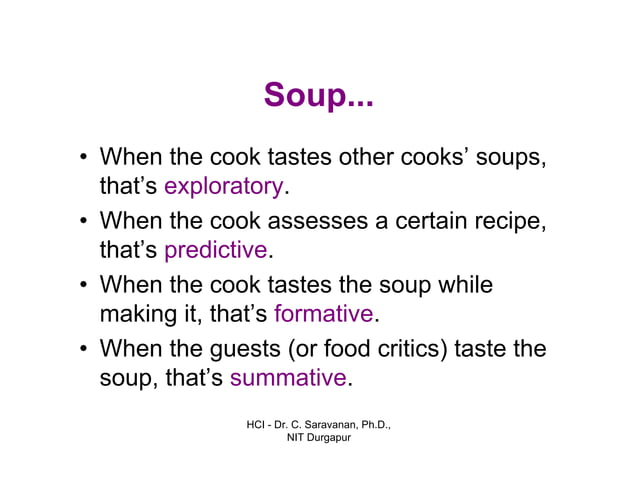 Soup...
• When the cook tastes other cooks’ soups,
that’s exploratory.
• When the cook assesses a certain recipe,
that’s predictive.
• When the cook tastes the soup while
making it, that’s formative.
• When the guests (or food critics) taste the
soup, that’s summative.
HCI - Dr. C. Saravanan, Ph.D.,
NIT Durgapur